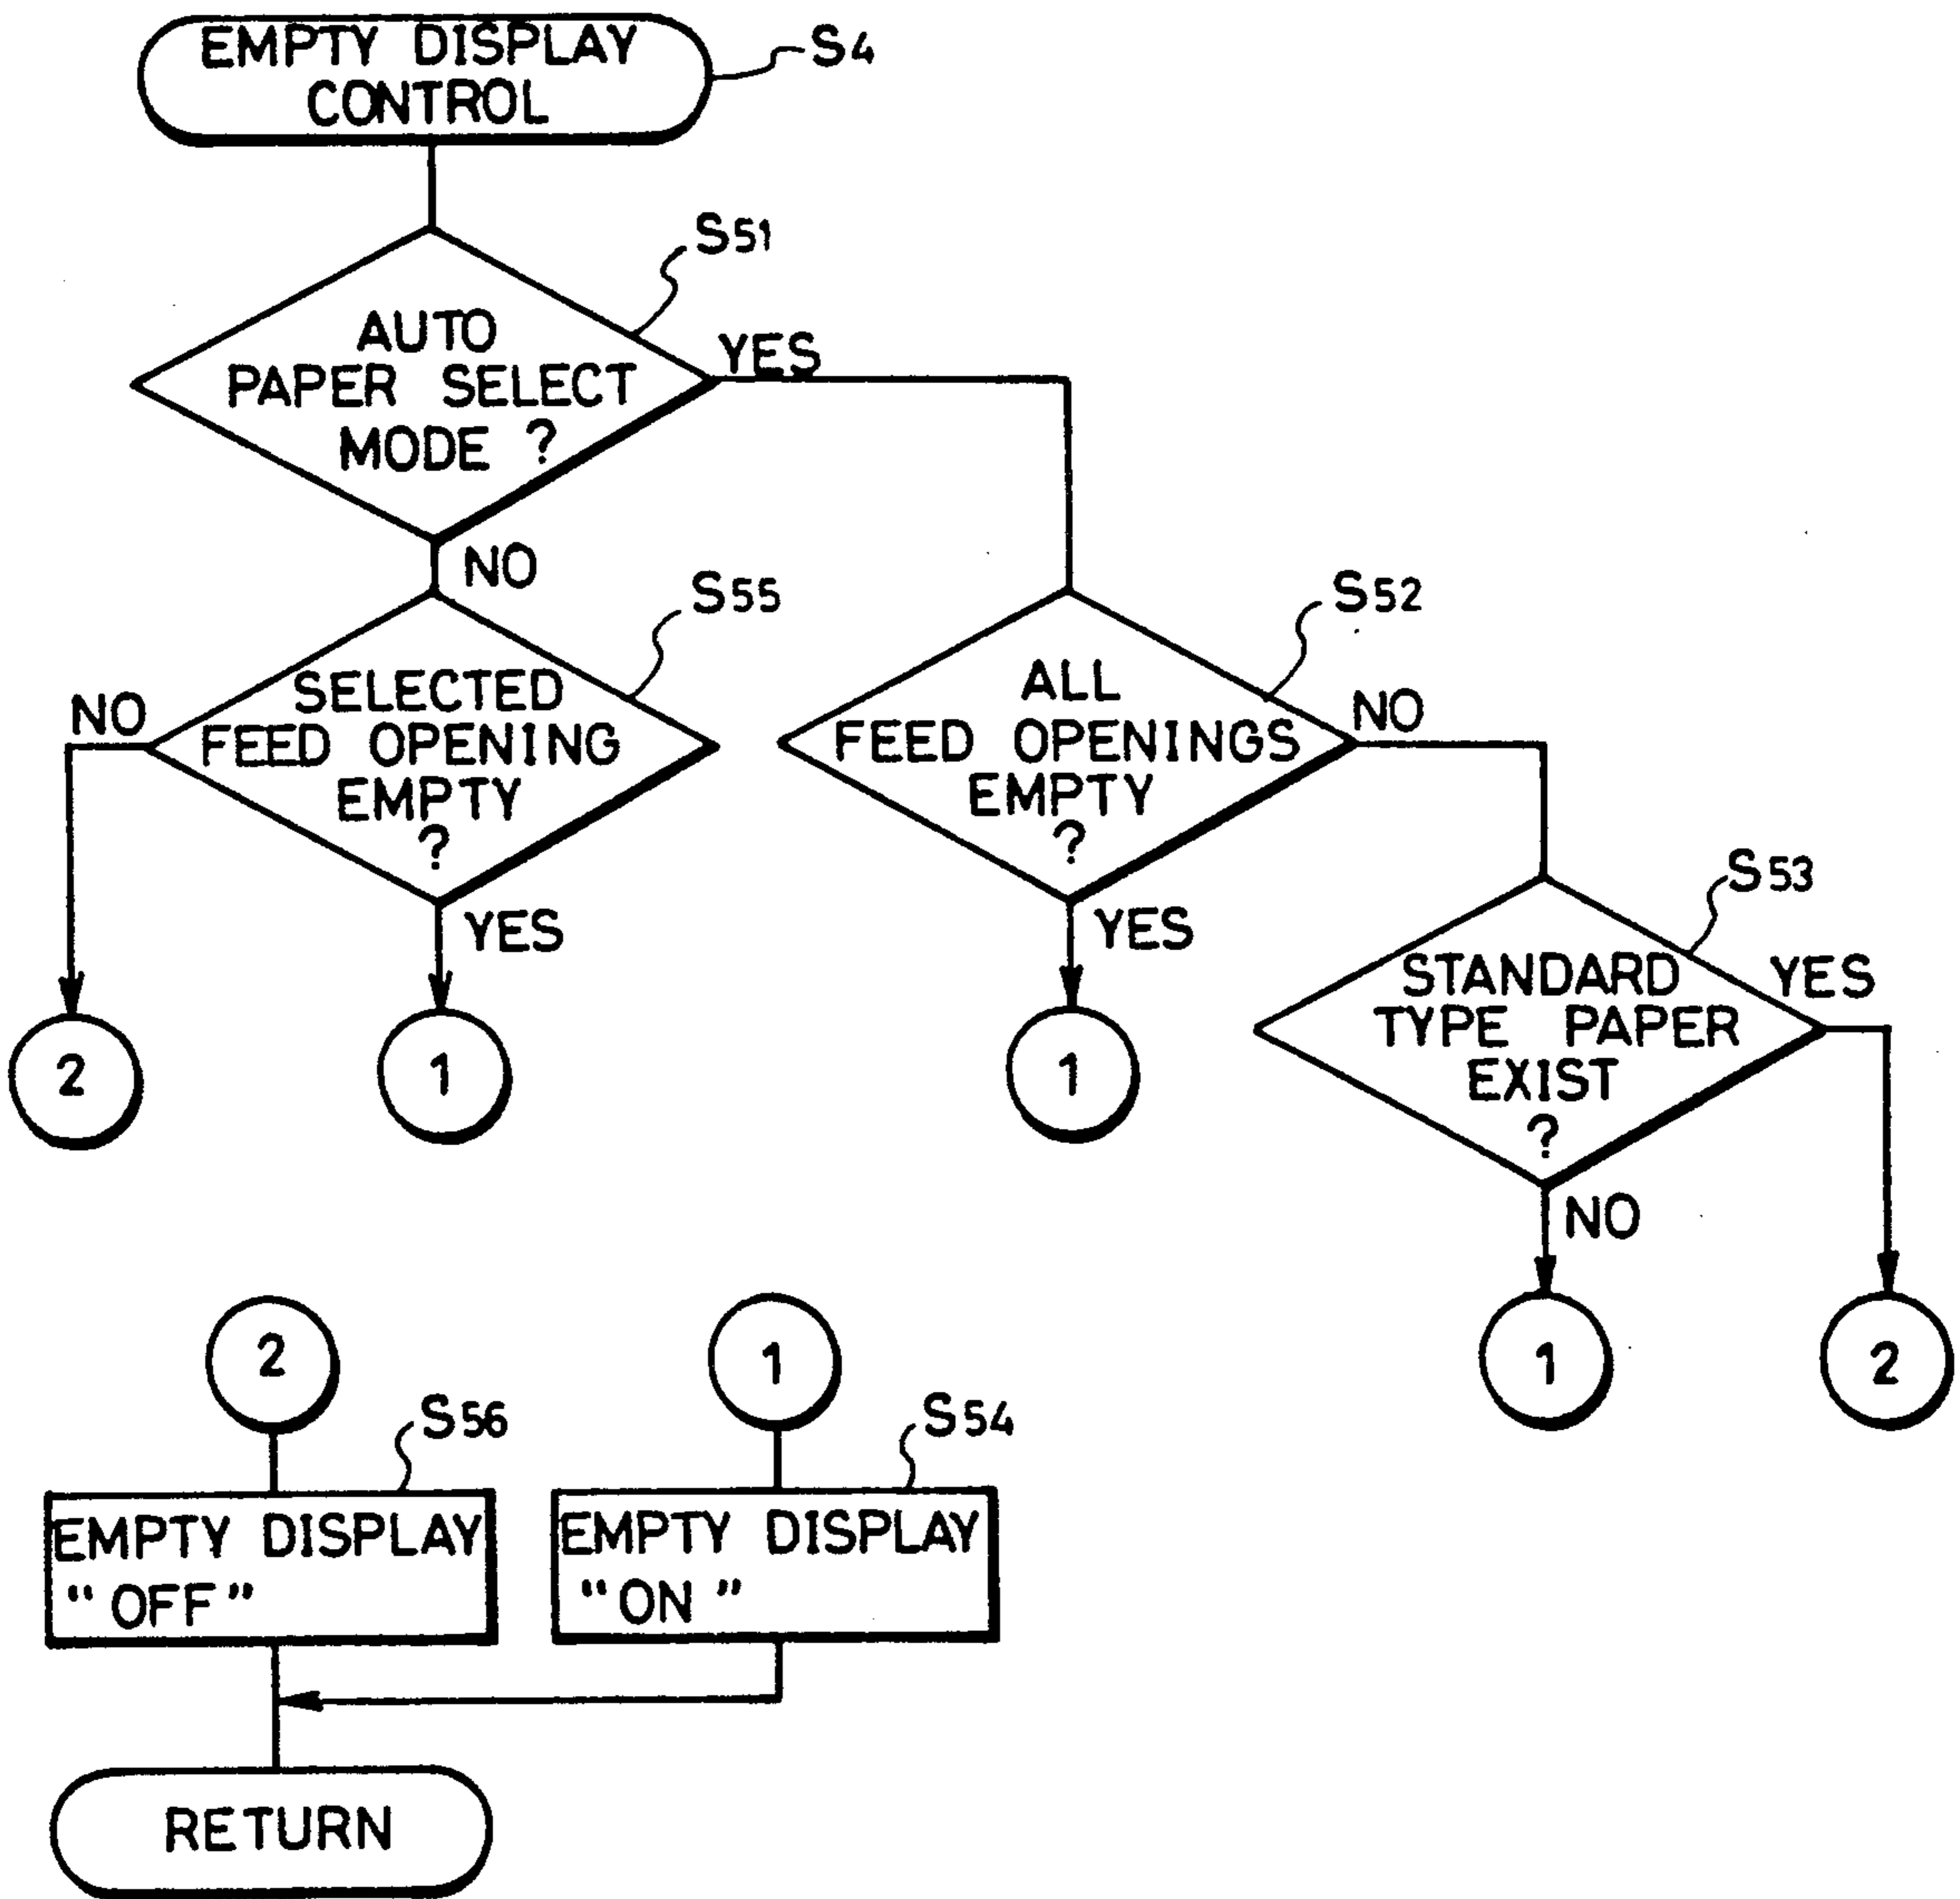 EMPTY DISPLAY
CONTROL
S4
S51
AUTO
PAPER SELECT
MODE ?
YES
NO
S55
S52
SELECTED
FEED OPENING
EMPTY
?
NO
YES
ALL
FEED OPENINGS
EMPTY
?
NO
YES
S53
STANDARD
TYPE PAPER
EXIST
?
YES
NO
2
1
1
1
2
2
1
S56
S54
EMPTY DISPLAY
"OFF"
EMPTY DISPLAY
"ON"
RETURN